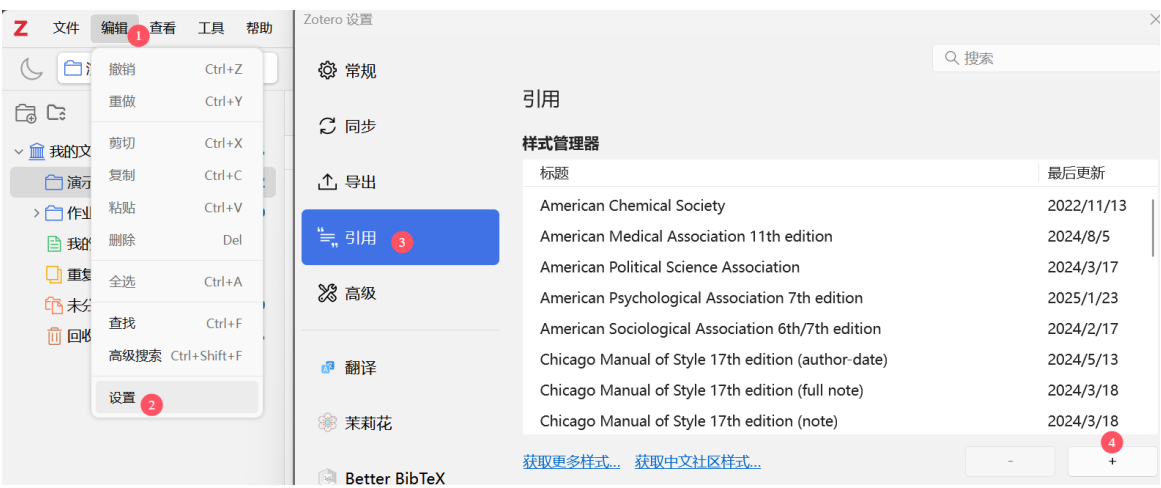 Z 文件 编辑 查看 工具 帮助
1
撤销 Ctrl+Z
重做 Ctrl+Y
剪切 Ctrl+X
复制 Ctrl+C
粘贴 Ctrl+V
删除 Del
全选 Ctrl+A
查找 Ctrl+F
高级搜索 Ctrl+Shift+F
设置 2
我的文
演示
作业
我的
重复
未分
回收
Zotero 设置
搜索
常规
同步
导出
引用 3
高级
翻译
茉莉花
Better BibTeX
引用
样式管理器
标题 最后更新
American Chemical Society 2022/11/13
American Medical Association 11th edition 2024/8/5
American Political Science Association 2024/3/17
American Psychological Association 7th edition 2025/1/23
American Sociological Association 6th/7th edition 2024/2/17
Chicago Manual of Style 17th edition (author-date) 2024/5/13
Chicago Manual of Style 17th edition (full note) 2024/3/18
Chicago Manual of Style 17th edition (note) 2024/3/18
4
获取更多样式... 获取中文社区样式... - +